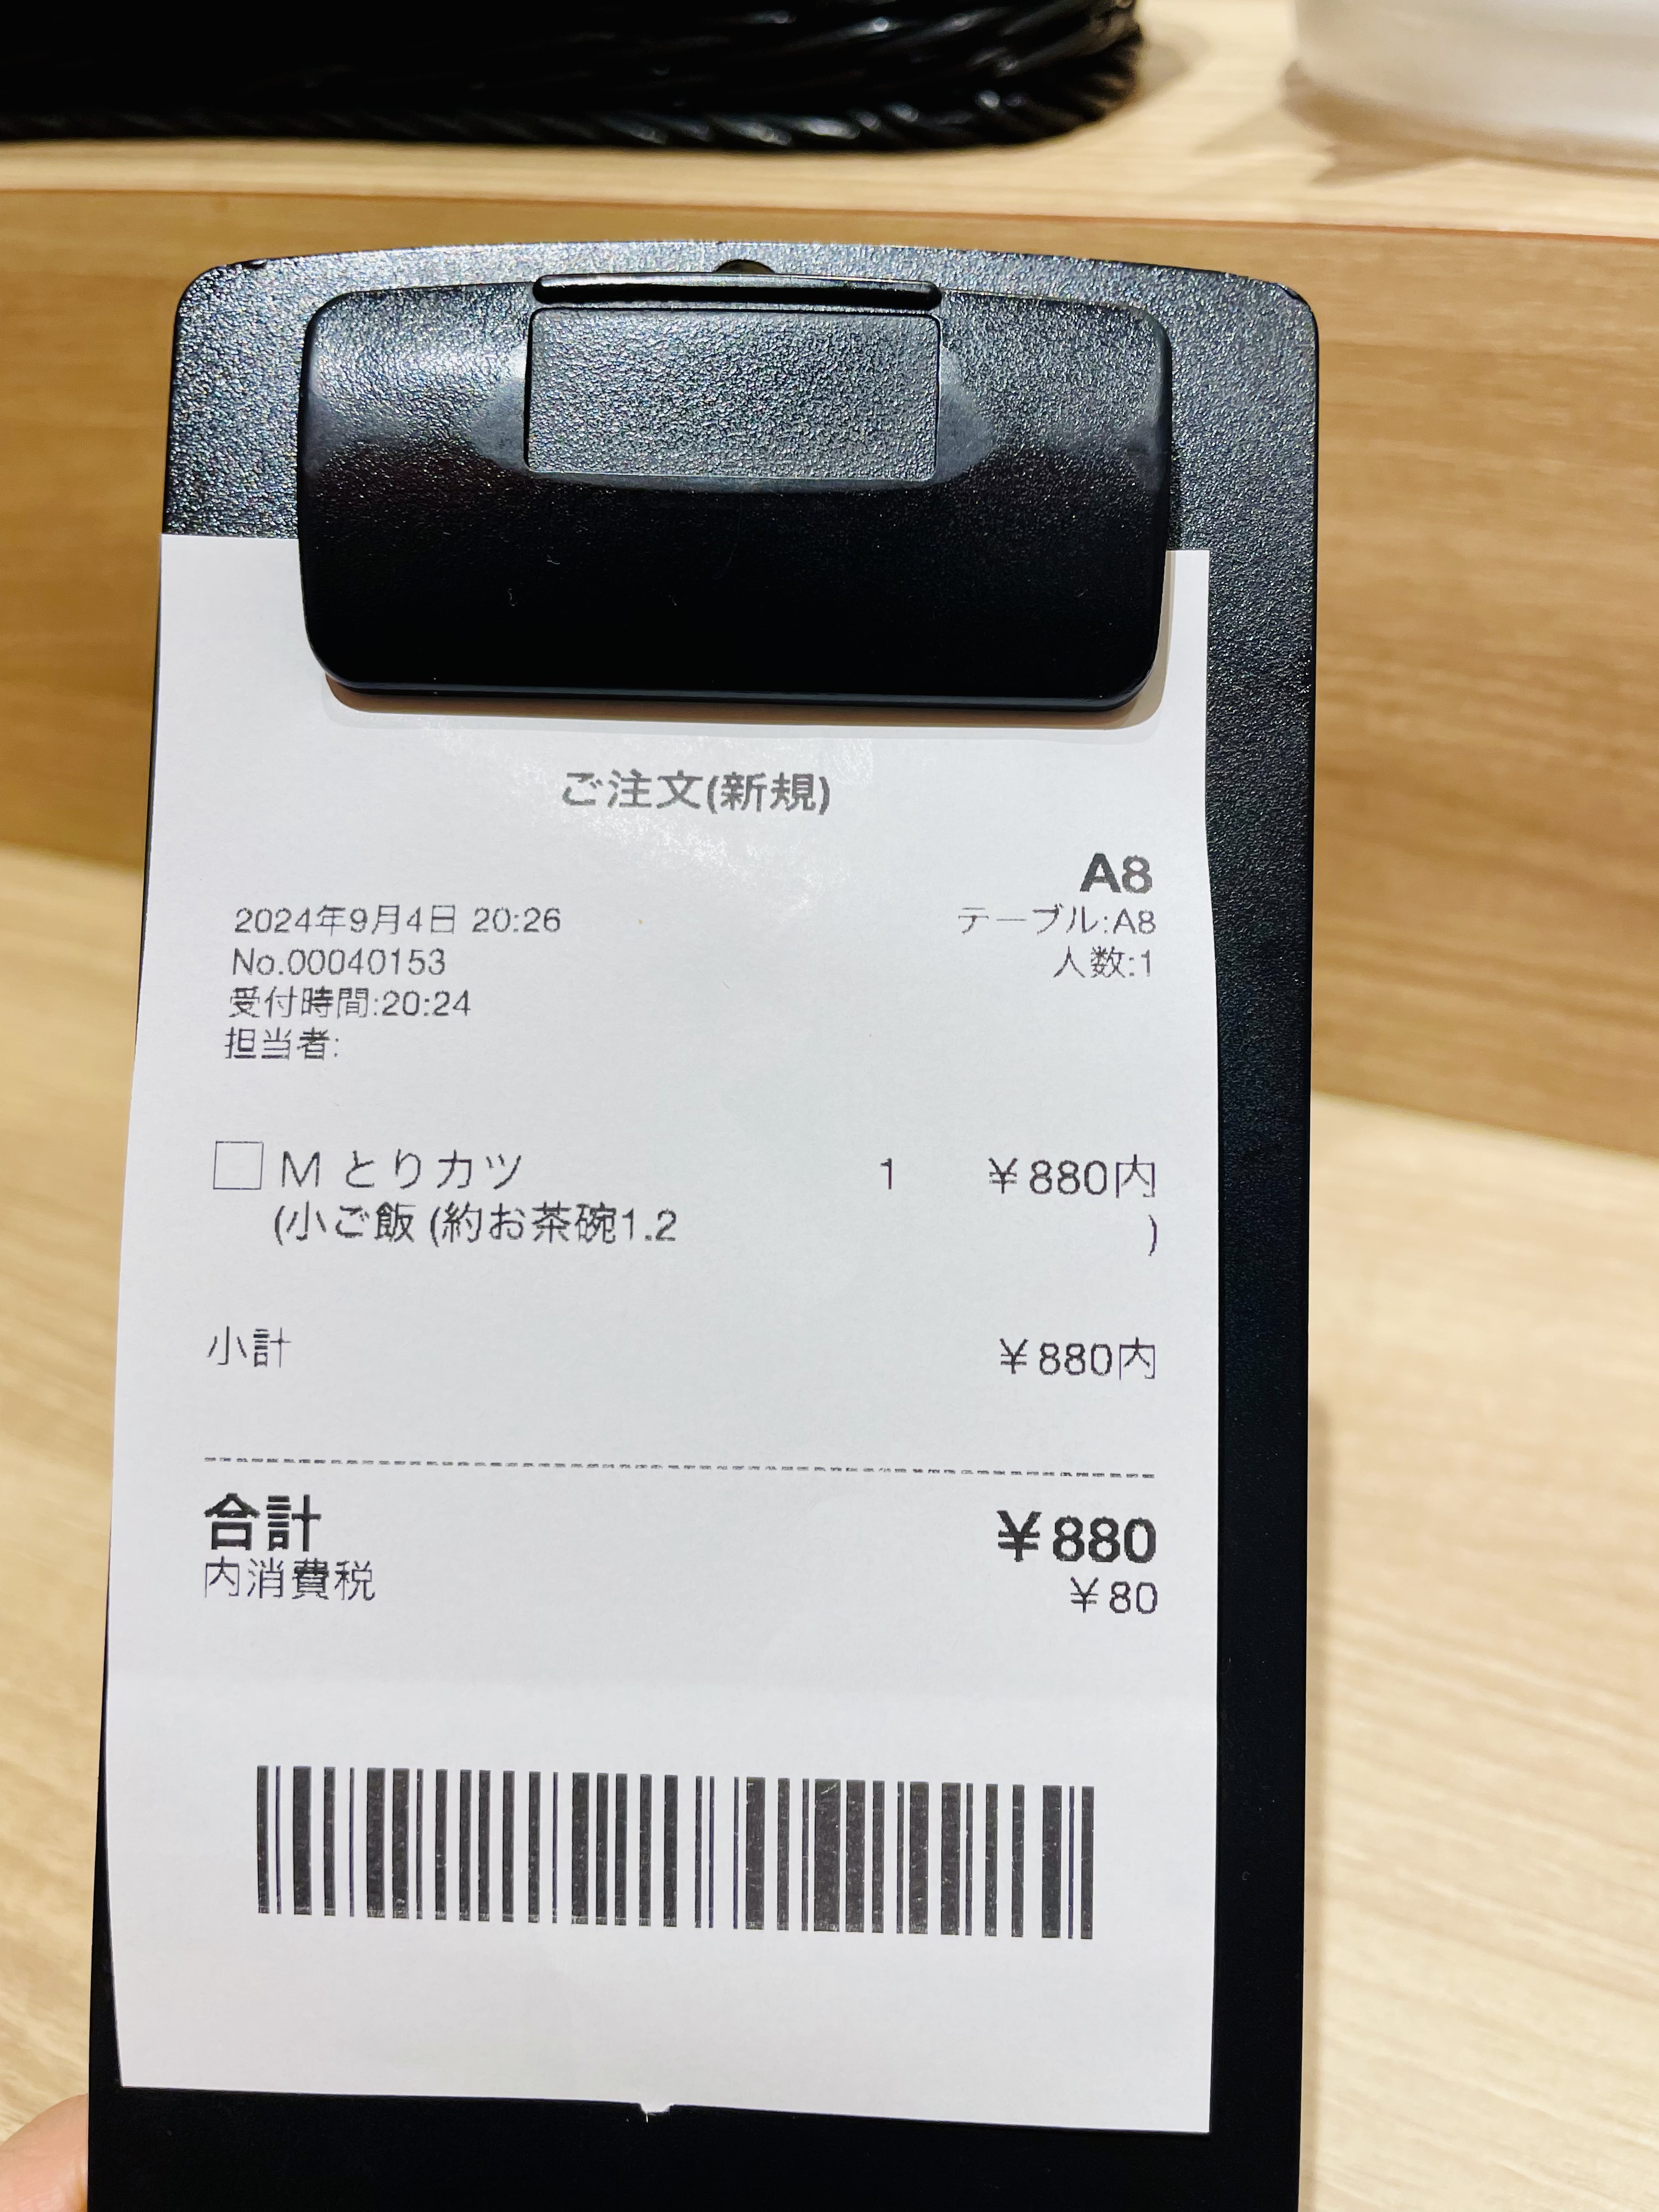 ご注文(新規)
A8
2024年9月4日 20:26 テーブル:A8
No.00040153 人数:1
受付時間:20:24
担当者:
M とりカツ 1 ¥880内
(小ご飯 (約お茶碗1.2 )
小計 ¥880内
合計 ¥880
内消費税 ¥80